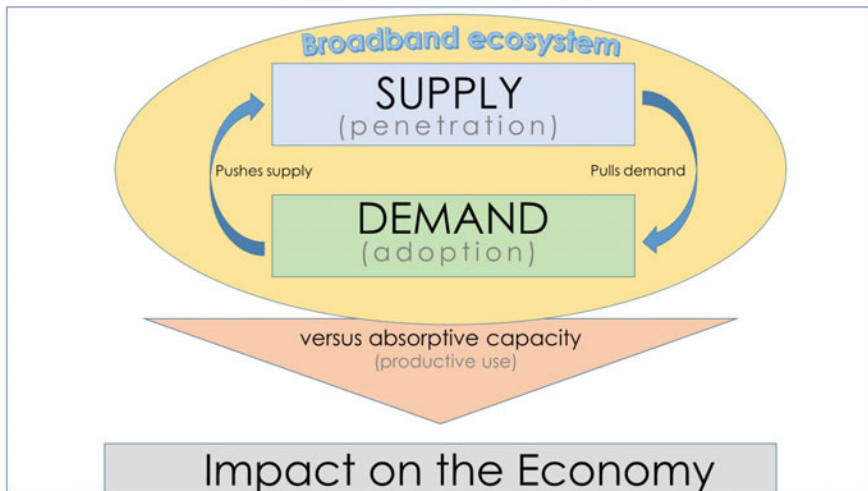 Broadband ecosystem
SUPPLY
(penetration)
Pushes supply
Pulls demand
DEMAND
(adoption)
versus absorptive capacity
(productive use)
Impact on the Economy